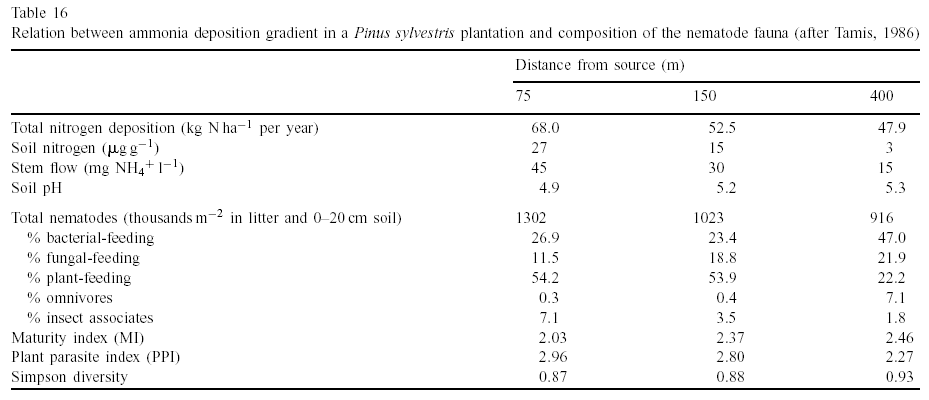 Table 16
Relation between ammonia deposition gradient in a Pinus sylvestris plantation and composition of the nematode fauna (after Tamis, 1986)
Distance from source (m)
75 150 400
Total nitrogen deposition (kg N ha⁻¹ per year) 68.0 52.5 47.9
Soil nitrogen (μg g⁻¹) 27 15 3
Stem flow (mg NH₄⁺ l⁻¹) 45 30 15
Soil pH 4.9 5.2 5.3
Total nematodes (thousands m⁻² in litter and 0–20 cm soil) 1302 1023 916
% bacterial-feeding 26.9 23.4 47.0
% fungal-feeding 11.5 18.8 21.9
% plant-feeding 54.2 53.9 22.2
% omnivores 0.3 0.4 7.1
% insect associates 7.1 3.5 1.8
Maturity index (MI) 2.03 2.37 2.46
Plant parasite index (PPI) 2.96 2.80 2.27
Simpson diversity 0.87 0.88 0.93